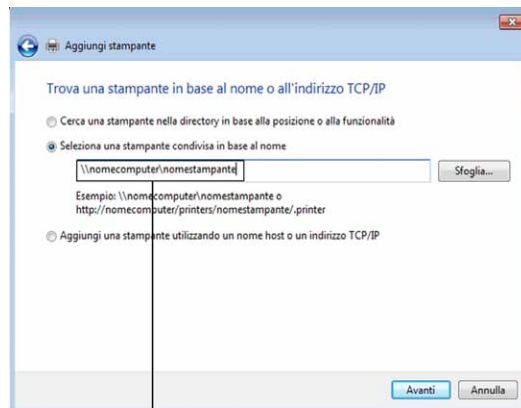 Aggiungi stampante
Trova una stampante in base al nome o all'indirizzo TCP/IP
Cerca una stampante nella directory in base alla posizione o alla funzionalità
Seleziona una stampante condivisa in base al nome
\\nomecomputer\nomestampante
Sfoglia...
Esempio: \\nomecomputer\nomestampante o
http://nomecomputer/printers/nomestampante/.printer
Aggiungi una stampante utilizzando un nome host o un indirizzo TCP/IP
Avanti
Annulla